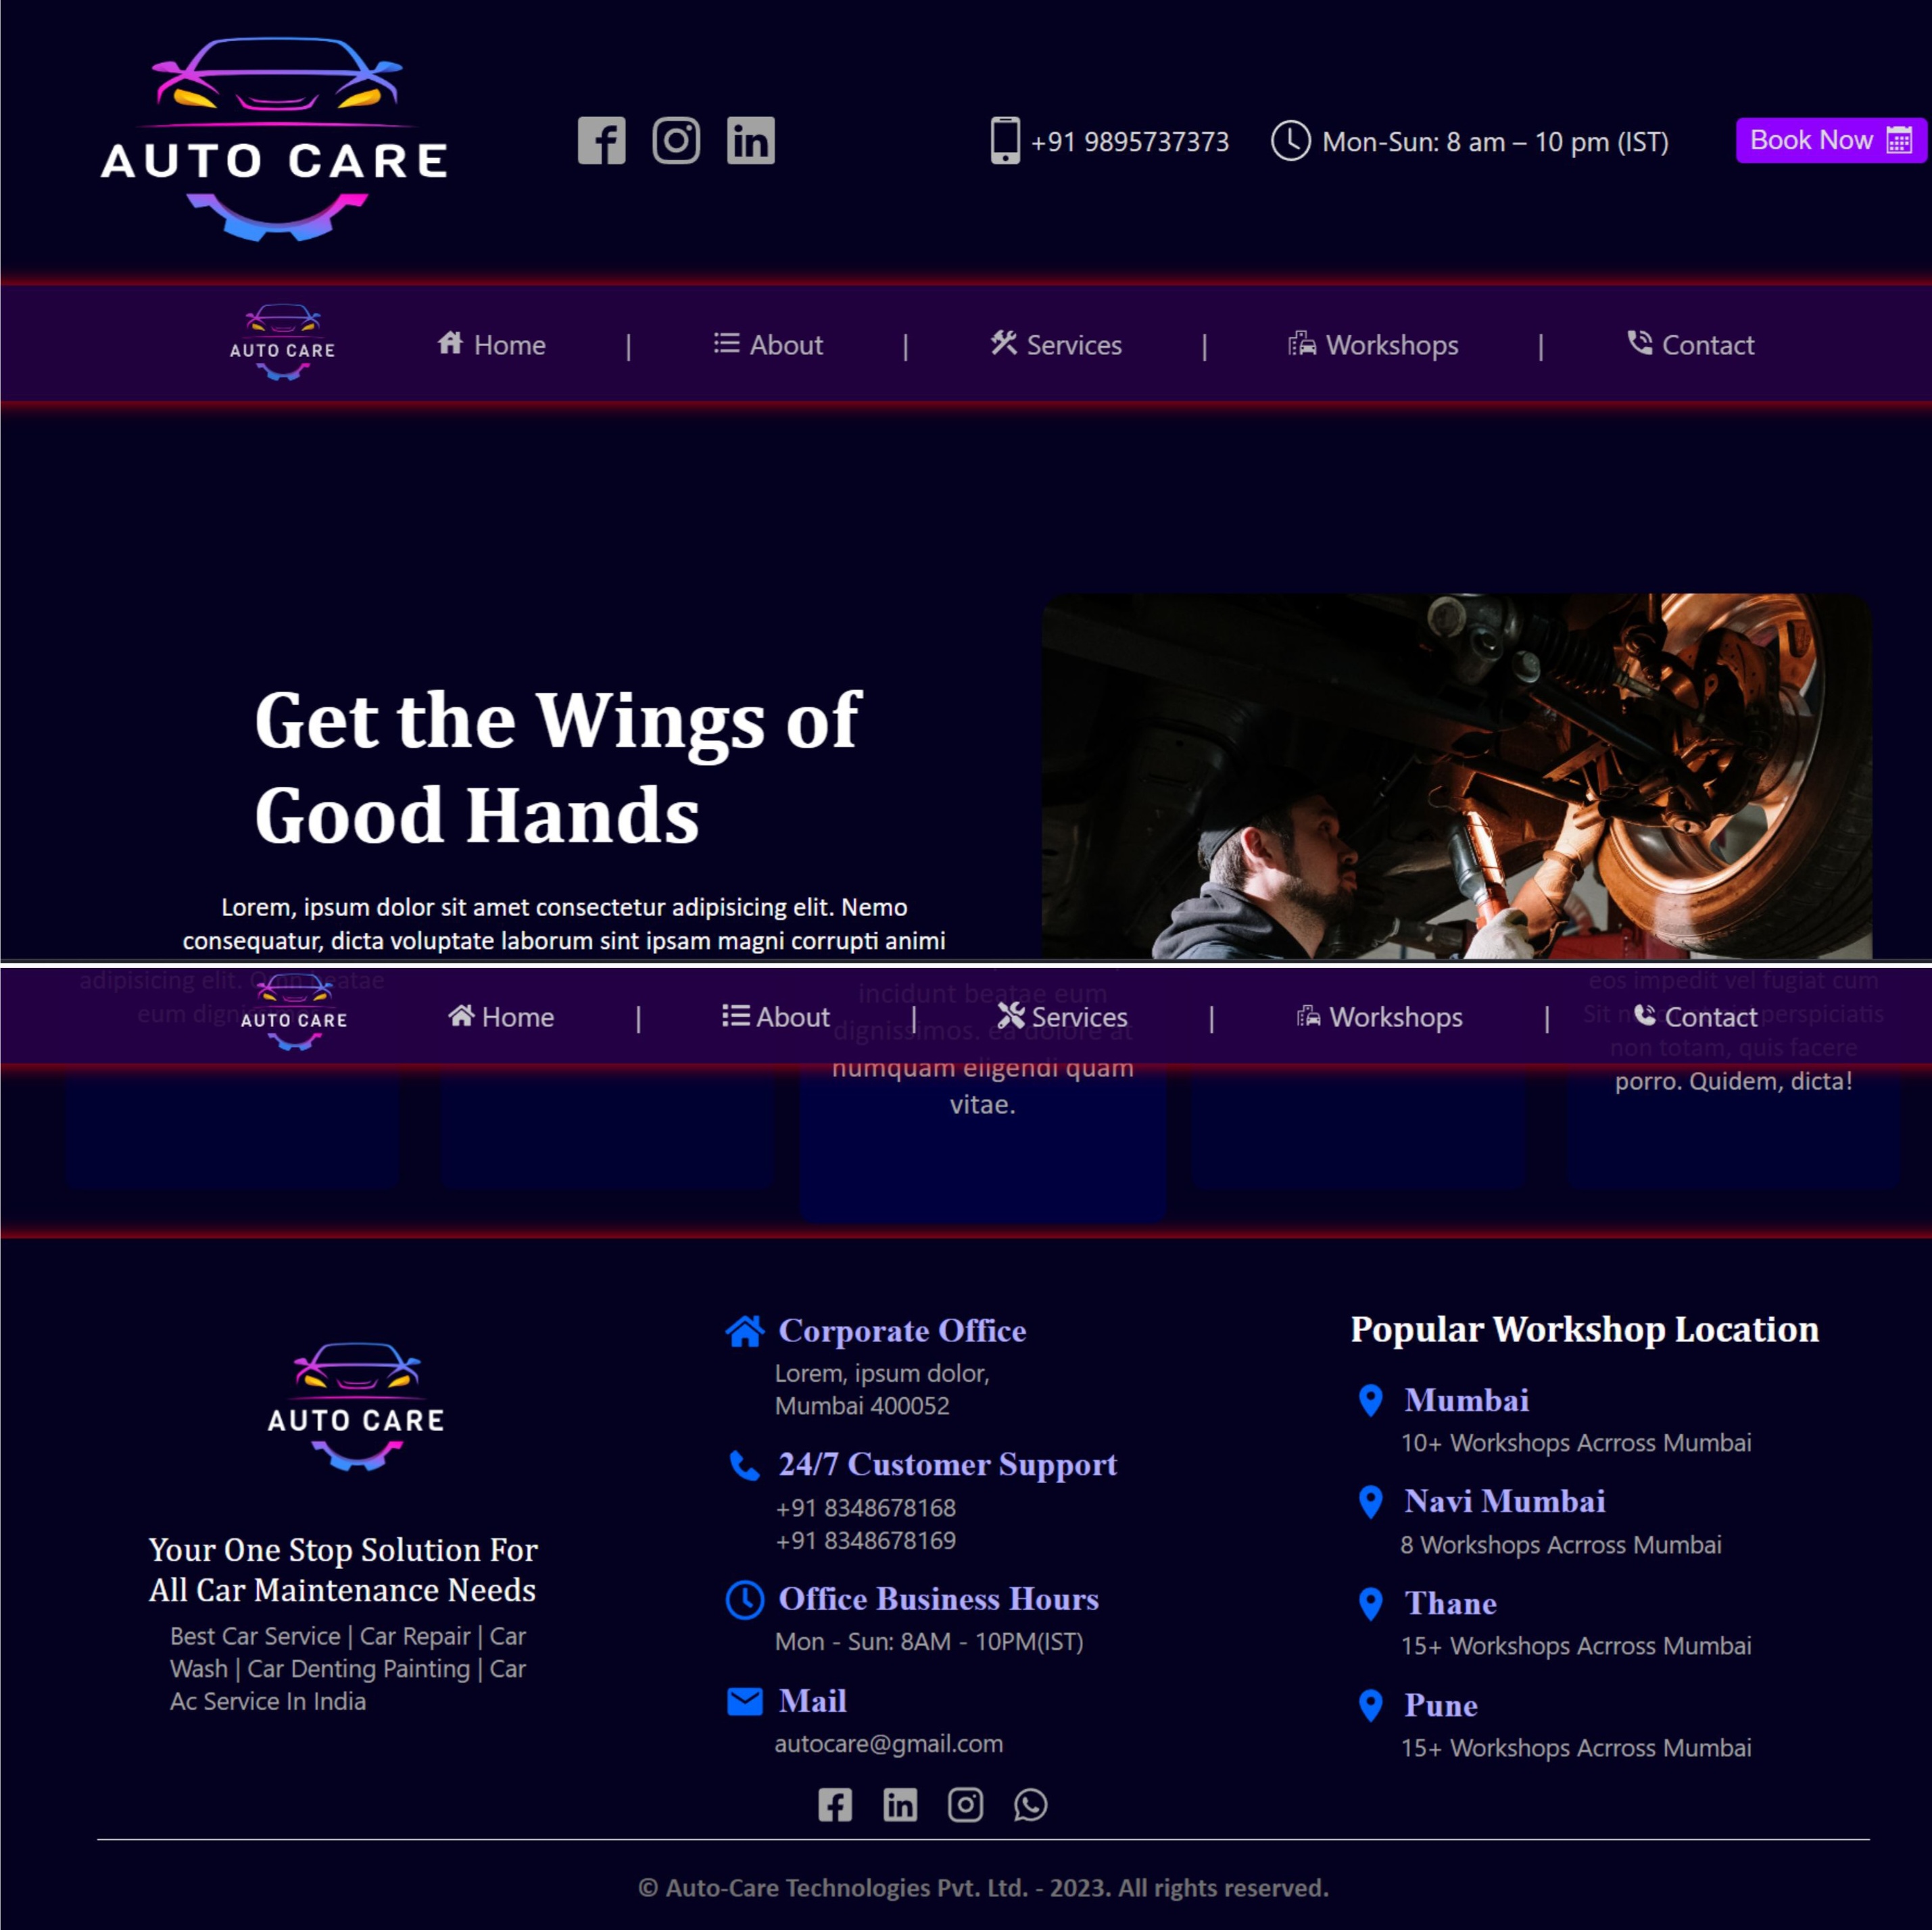 AUTO CARE
+91 9895737373
Mon-Sun: 8 am – 10 pm (IST)
Book Now
AUTO CARE
Home | About | Services | Workshops | Contact
Get the Wings of
Good Hands
Lorem, ipsum dolor sit amet consectetur adipisicing elit. Nemo
consequatur, dicta voluptate laborum sint ipsam magni corrupti animi
adipisicing elit.
eum
AUTO CARE
Home | About | Services | Workshops | Contact
incidunt beatae eum
dignissimos. ea dolore at
numquam eligendi quam
vitae.
eos impedit vel fugiat cum
Sit perspiciatis
non totam, quis facere
porro. Quidem, dicta!
AUTO CARE
Your One Stop Solution For
All Car Maintenance Needs
Best Car Service | Car Repair | Car
Wash | Car Denting Painting | Car
Ac Service In India
Corporate Office
Lorem, ipsum dolor,
Mumbai 400052
24/7 Customer Support
+91 8348678168
+91 8348678169
Office Business Hours
Mon - Sun: 8AM - 10PM(IST)
Mail
autocare@gmail.com
Popular Workshop Location
Mumbai
10+ Workshops Acrross Mumbai
Navi Mumbai
8 Workshops Acrross Mumbai
Thane
15+ Workshops Acrross Mumbai
Pune
15+ Workshops Acrross Mumbai
© Auto-Care Technologies Pvt. Ltd. - 2023. All rights reserved.